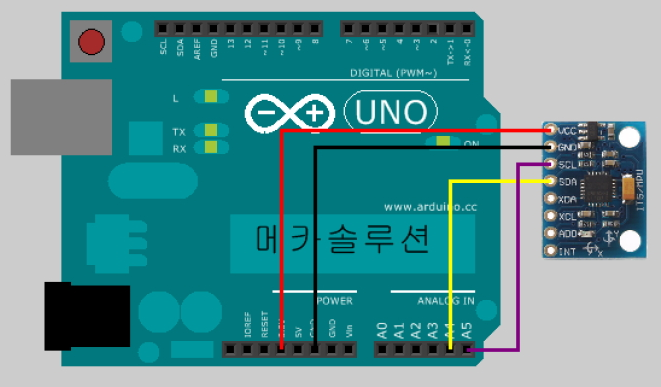 SCL
SDA
AREF
GND
13
12
~11
~10
~9
8
7
~6
~5
4
~3
2
TX->1
RX<-0
DIGITAL (PWM~)
L
TX
RX
UNO
ON
www.arduino.cc
메카솔루션
POWER
ANALOG IN
IOREF
RESET
5V
GND
GND
Vin
A0
A1
A2
A3
A4
A5
VCC
GND
SCL
SDA
XDA
XCL
ADD
INT
ITG/MPU
X
Y